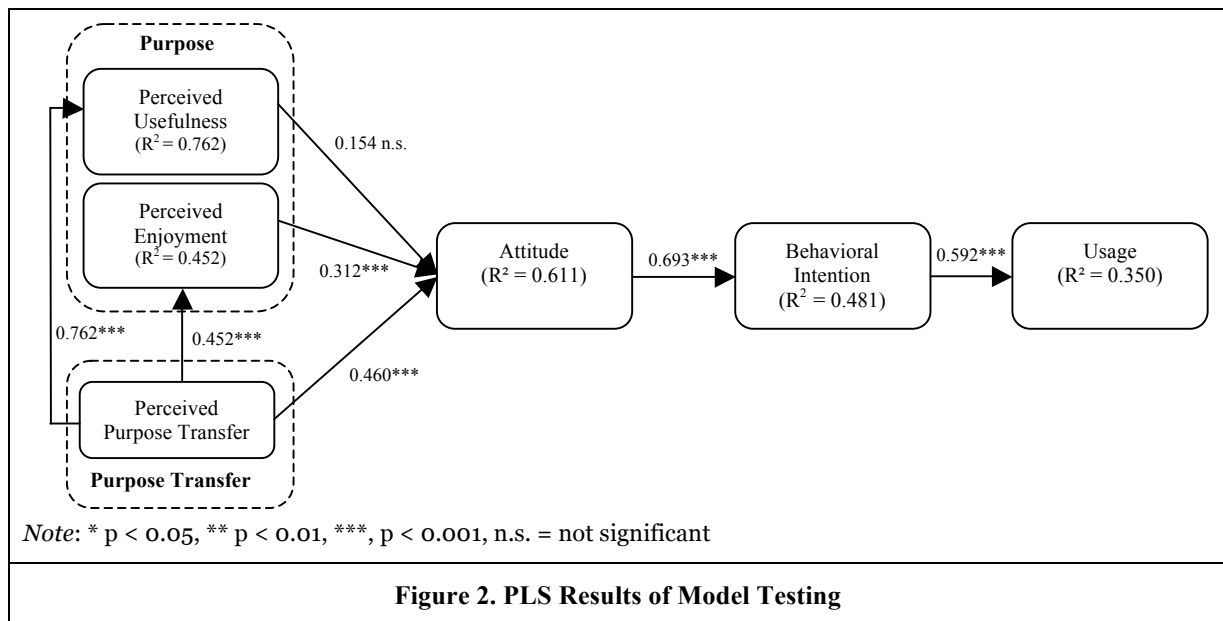 Purpose
Perceived
Usefulness
(R² = 0.762)
0.154 n.s.
Perceived
Enjoyment
(R² = 0.452)
0.312***
Attitude
(R² = 0.611)
0.693***
Behavioral
Intention
(R² = 0.481)
0.592***
Usage
(R² = 0.350)
0.762***
0.452***
0.460***
Perceived
Purpose Transfer
Purpose Transfer
Note: * p < 0.05, ** p < 0.01, ***, p < 0.001, n.s. = not significant
Figure 2. PLS Results of Model Testing